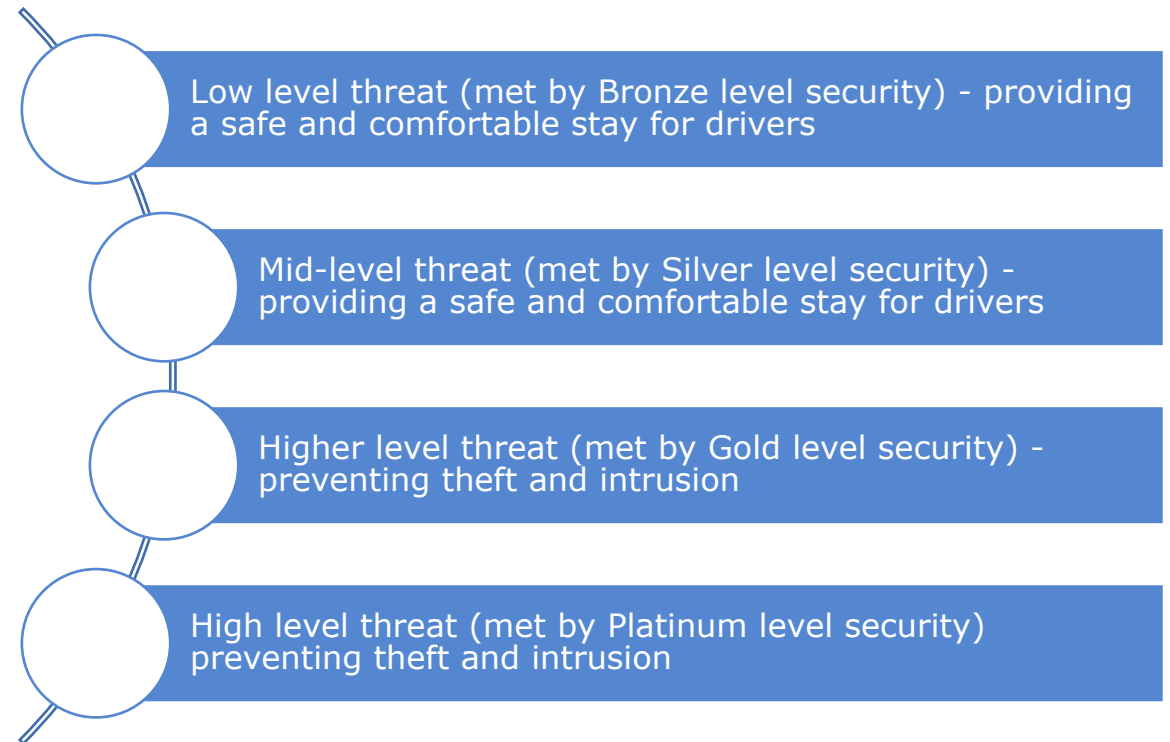 Low level threat (met by Bronze level security) - providing
a safe and comfortable stay for drivers
Mid-level threat (met by Silver level security) -
providing a safe and comfortable stay for drivers
Higher level threat (met by Gold level security) -
preventing theft and intrusion
High level threat (met by Platinum level security)
preventing theft and intrusion